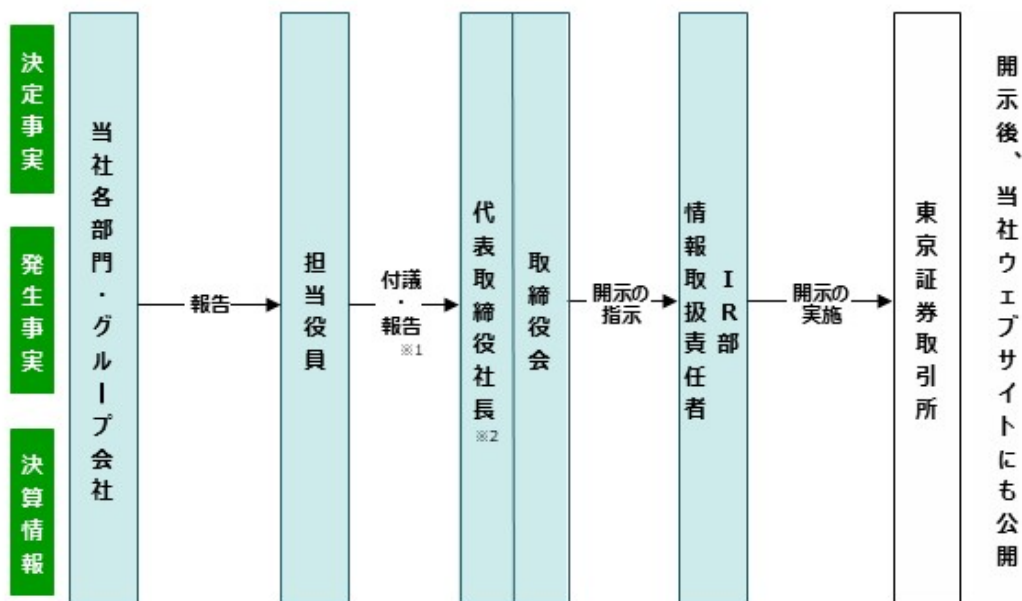 決定事実
発生事実
決算情報
当社各部門・グループ会社
報告
担当役員
付議
・
報告
※1
代表取締役社長
※2
取締役会
開示の
指示
情報取扱責任者
IR部
開示の
実施
東京証券取引所
開示後、当社ウェブサイトにも公開